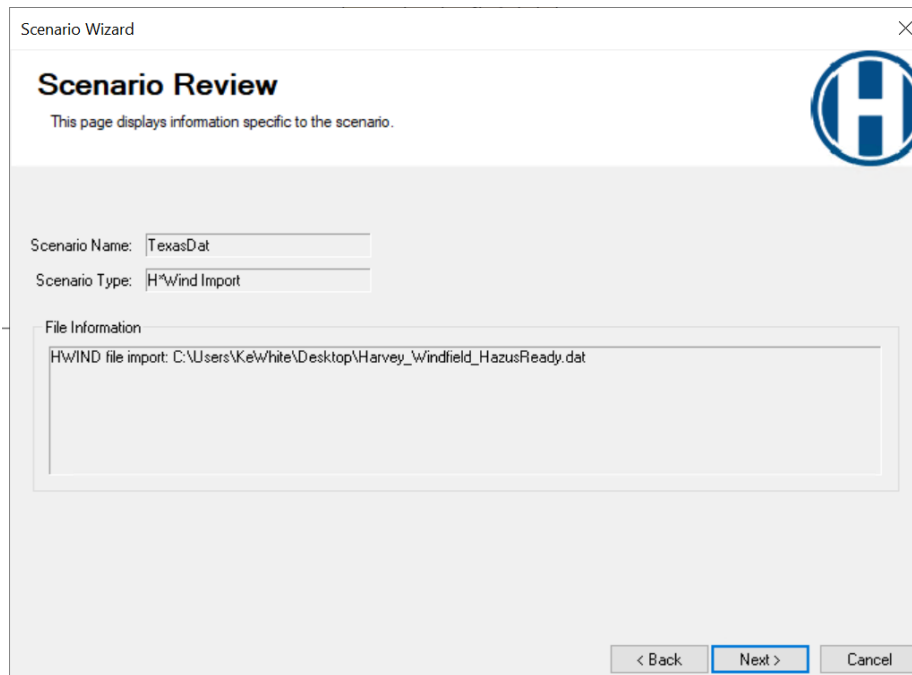 Scenario Wizard
Scenario Review
This page displays information specific to the scenario.
H
Scenario Name: TexasDat
Scenario Type: H*Wind Import
File Information
HWIND file import: C:\Users\KeWhite\Desktop\Harvey_Windfield_HazusReady.dat
< Back Next > Cancel